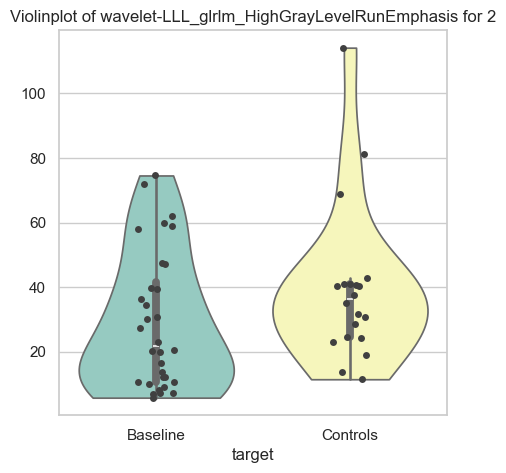 Violinplot of wavelet-LLL_glrlm_HighGrayLevelRunEmphasis for 2
100
80
60
40
20
Baseline
Controls
target